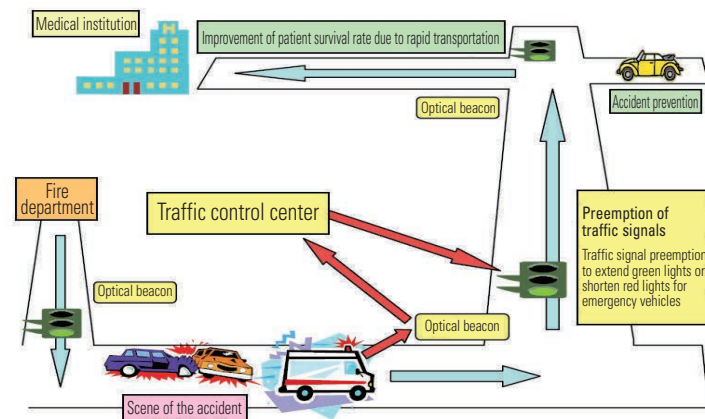 Medical institution
H
Improvement of patient survival rate due to rapid transportation
Optical beacon
Accident prevention
Fire
department
Traffic control center
Preemption of
traffic signals
Traffic signal preemption
to extend green lights or
shorten red lights for
emergency vehicles
Optical beacon
Optical beacon
Scene of the accident